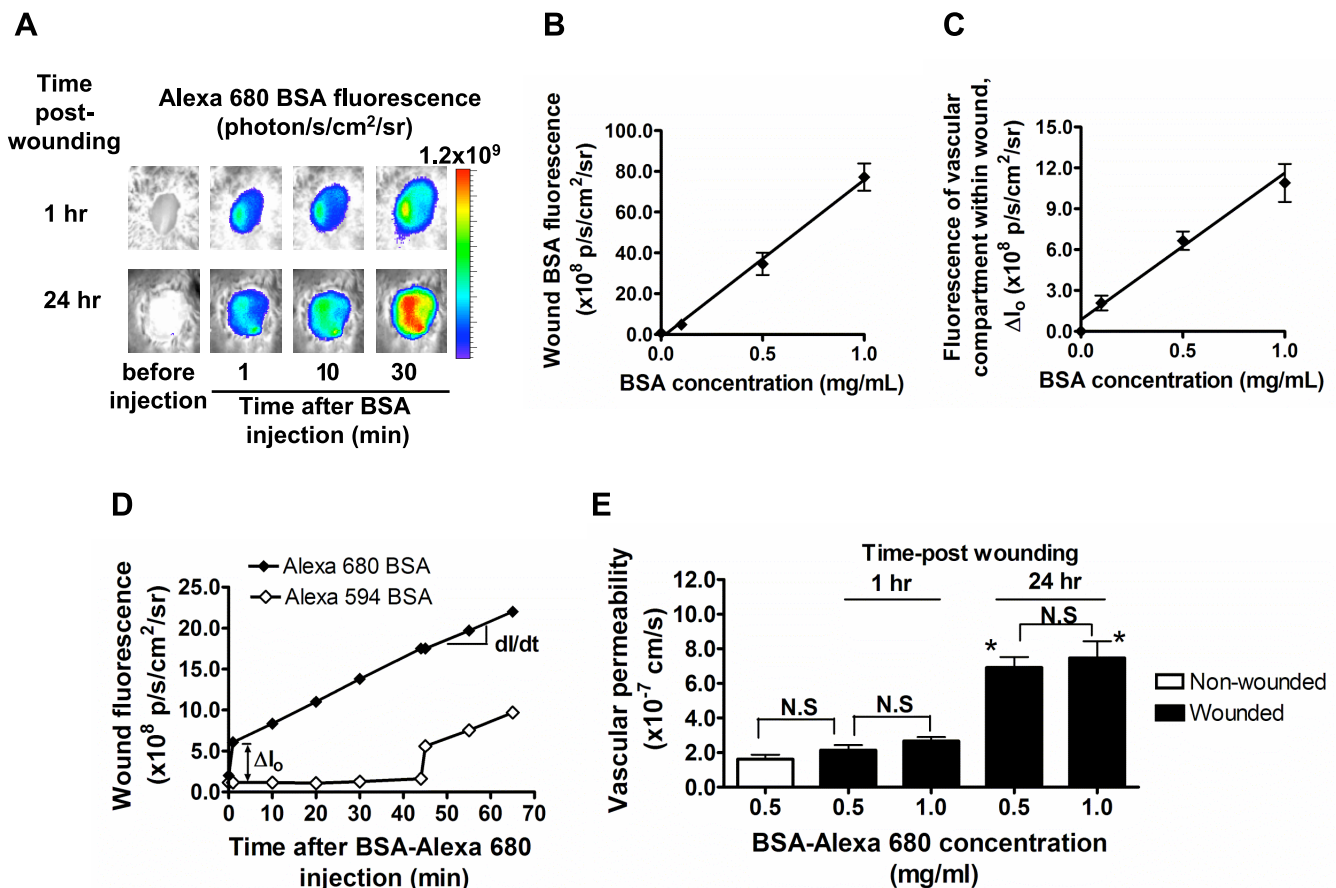 A
Time
post-
wounding
Alexa 680 BSA fluorescence
(photon/s/cm²/sr)
1.2x10⁹
1 hr
24 hr
before
injection
1
10
30
Time after BSA
injection (min)
B
Wound BSA fluorescence
(x10⁸ p/s/cm²/sr)
100.0
80.0
60.0
40.0
20.0
0.0
0.0
0.5
1.0
BSA concentration (mg/mL)
C
Fluorescence of vascular
compartment within wound,
ΔIₒ (x10⁸ p/s/cm²/sr)
15.0
12.0
9.0
6.0
3.0
0.0
0.0
0.5
1.0
BSA concentration (mg/mL)
D
Alexa 680 BSA
Alexa 594 BSA
Wound fluorescence
(x10⁸ p/s/cm²/sr)
25.0
20.0
15.0
10.0
5.0
0.0
dI/dt
ΔIₒ
0
10
20
30
40
50
60
70
Time after BSA-Alexa 680
injection (min)
E
Time-post wounding
1 hr
24 hr
Vascular permeability
(x10⁻⁷ cm/s)
12.0
10.0
8.0
6.0
4.0
2.0
0.0
N.S
N.S
N.S
*
*
Non-wounded
Wounded
0.5
0.5
1.0
0.5
1.0
BSA-Alexa 680 concentration
(mg/ml)